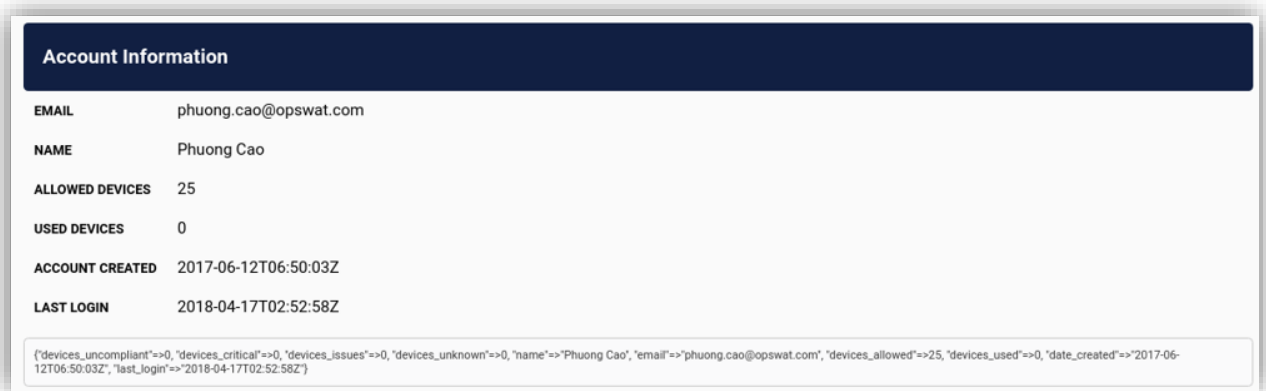 Account Information
EMAIL phuong.cao@opswat.com
NAME Phuong Cao
ALLOWED DEVICES 25
USED DEVICES 0
ACCOUNT CREATED 2017-06-12T06:50:03Z
LAST LOGIN 2018-04-17T02:52:58Z
{"devices_uncompliant"=>0, "devices_critical"=>0, "devices_issues"=>0, "devices_unknown"=>0, "name"=>"Phuong Cao", "email"=>"phuong.cao@opswat.com", "devices_allowed"=>25, "devices_used"=>0, "date_created"=>"2017-06-
12T06:50:03Z", "last_login"=>"2018-04-17T02:52:58Z"}